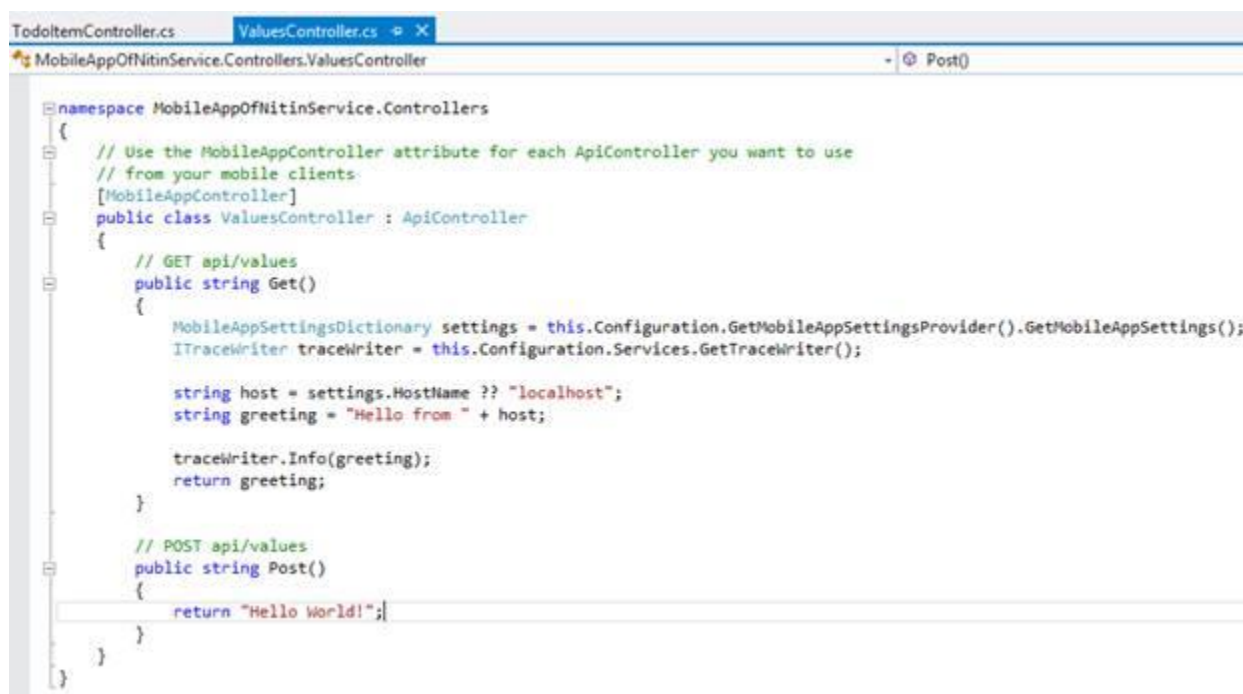 TodoItemController.cs ValuesController.cs
MobileAppOfNitinService.Controllers.ValuesController Post()
namespace MobileAppOfNitinService.Controllers
{
// Use the MobileAppController attribute for each ApiController you want to use
// from your mobile clients
[MobileAppController]
public class ValuesController : ApiController
{
// GET api/values
public string Get()
{
MobileAppSettingsDictionary settings = this.Configuration.GetMobileAppSettingsProvider().GetMobileAppSettings();
ITraceWriter traceWriter = this.Configuration.Services.GetTraceWriter();
string host = settings.HostName ?? "localhost";
string greeting = "Hello from " + host;
traceWriter.Info(greeting);
return greeting;
}
// POST api/values
public string Post()
{
return "Hello World!";
}
}
}